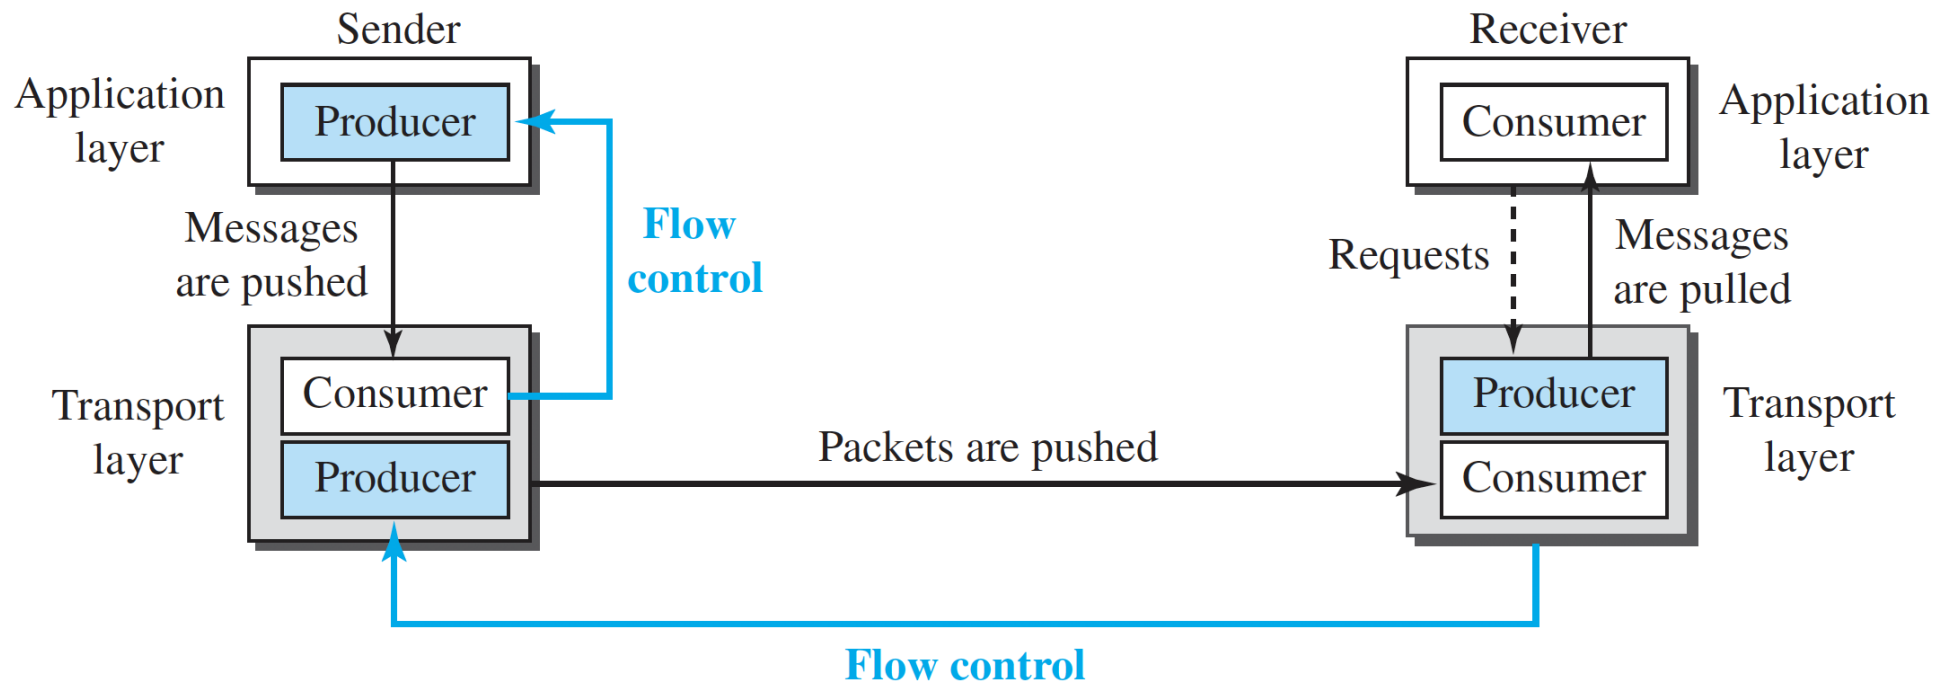 Sender
Receiver
Application
layer
Producer
Consumer
Application
layer
Messages
are pushed
Flow
control
Requests
Messages
are pulled
Transport
layer
Consumer
Producer
Packets are pushed
Producer
Consumer
Transport
layer
Flow control